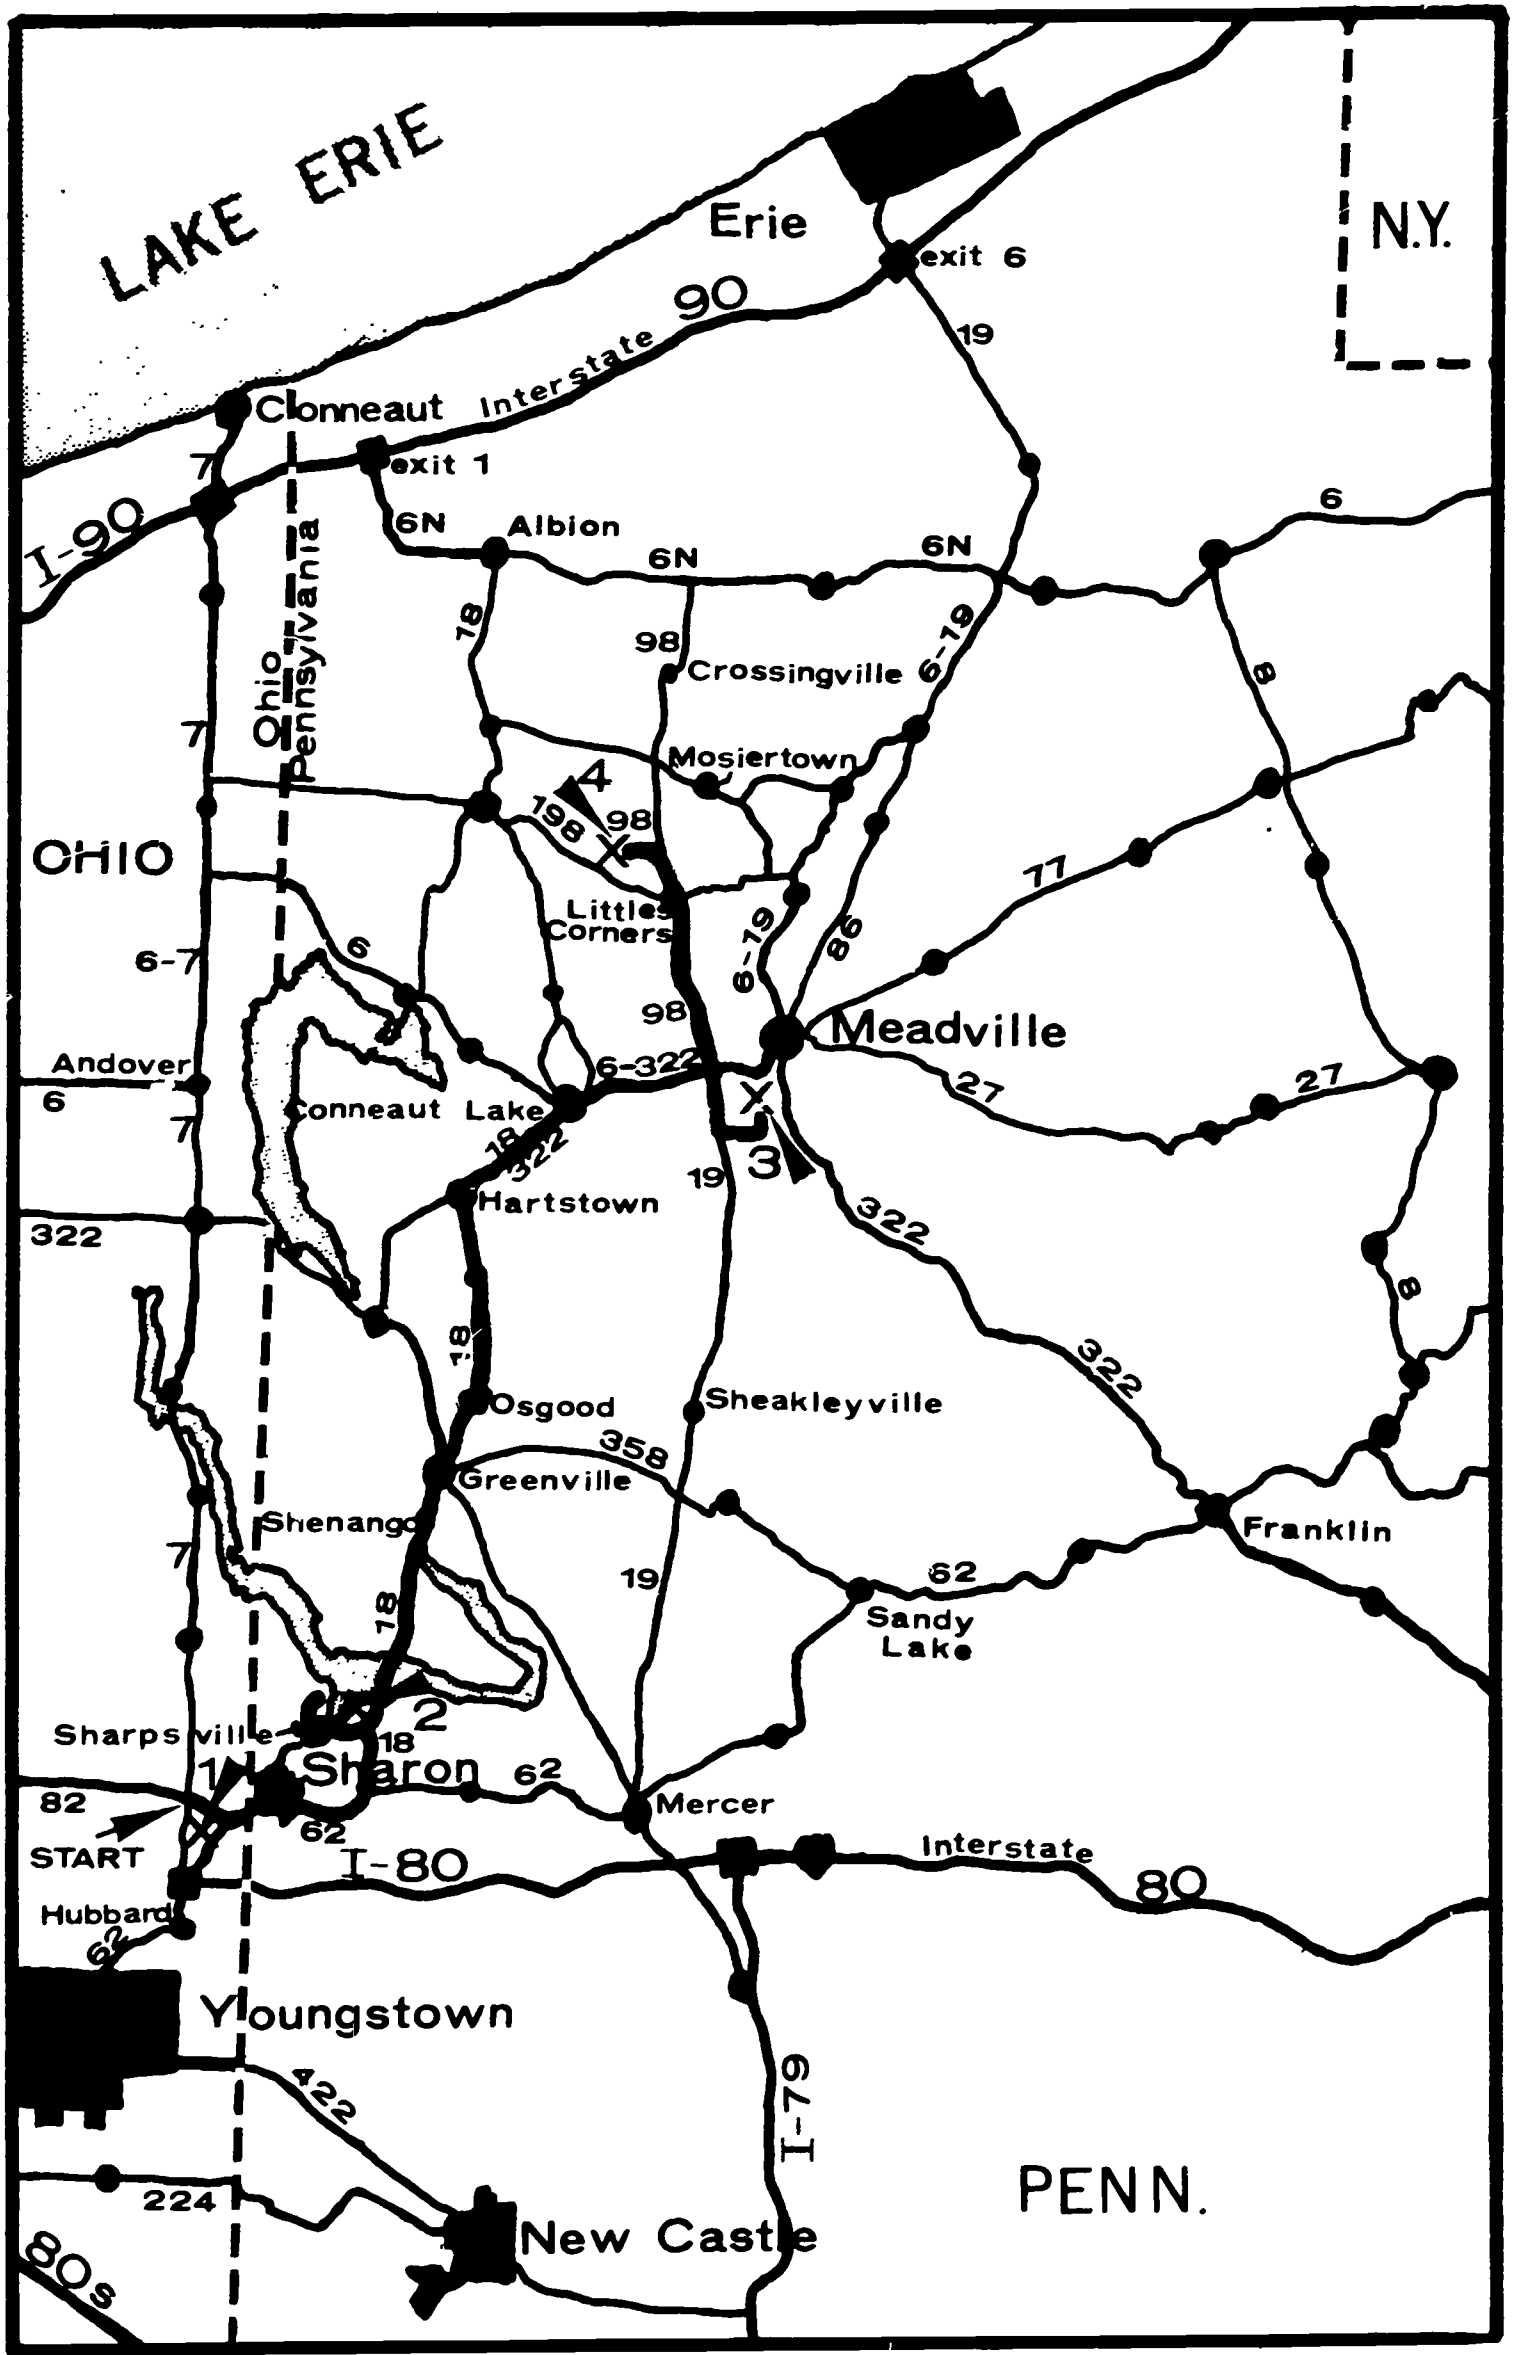 LAKE ERIE
N.Y.
Erie
exit 6
90
Interstate
19
Conneaut
7
exit 1
I-90
6N
Albion
6N
6N
6
18
98
Crossingville
6-19
8
Ohio
Pennsylvania
7
Mosiertown
4
198
98
OHIO
77
Littles
Corners
6-19
86
6
6-7
98
Meadville
Andover
6
6-322
27
27
7
Conneaut Lake
X
3
18
322
19
Hartstown
322
322
8
18
322
Osgood
Sheakleyville
358
Greenville
Shenango
Franklin
7
19
62
18
Sandy
Lake
2
Sharpsville
18
1
Sharon
62
82
Mercer
START
62
I-80
Interstate
80
Hubbard
62
Youngstown
422
I-79
224
PENN.
New Castle
80S